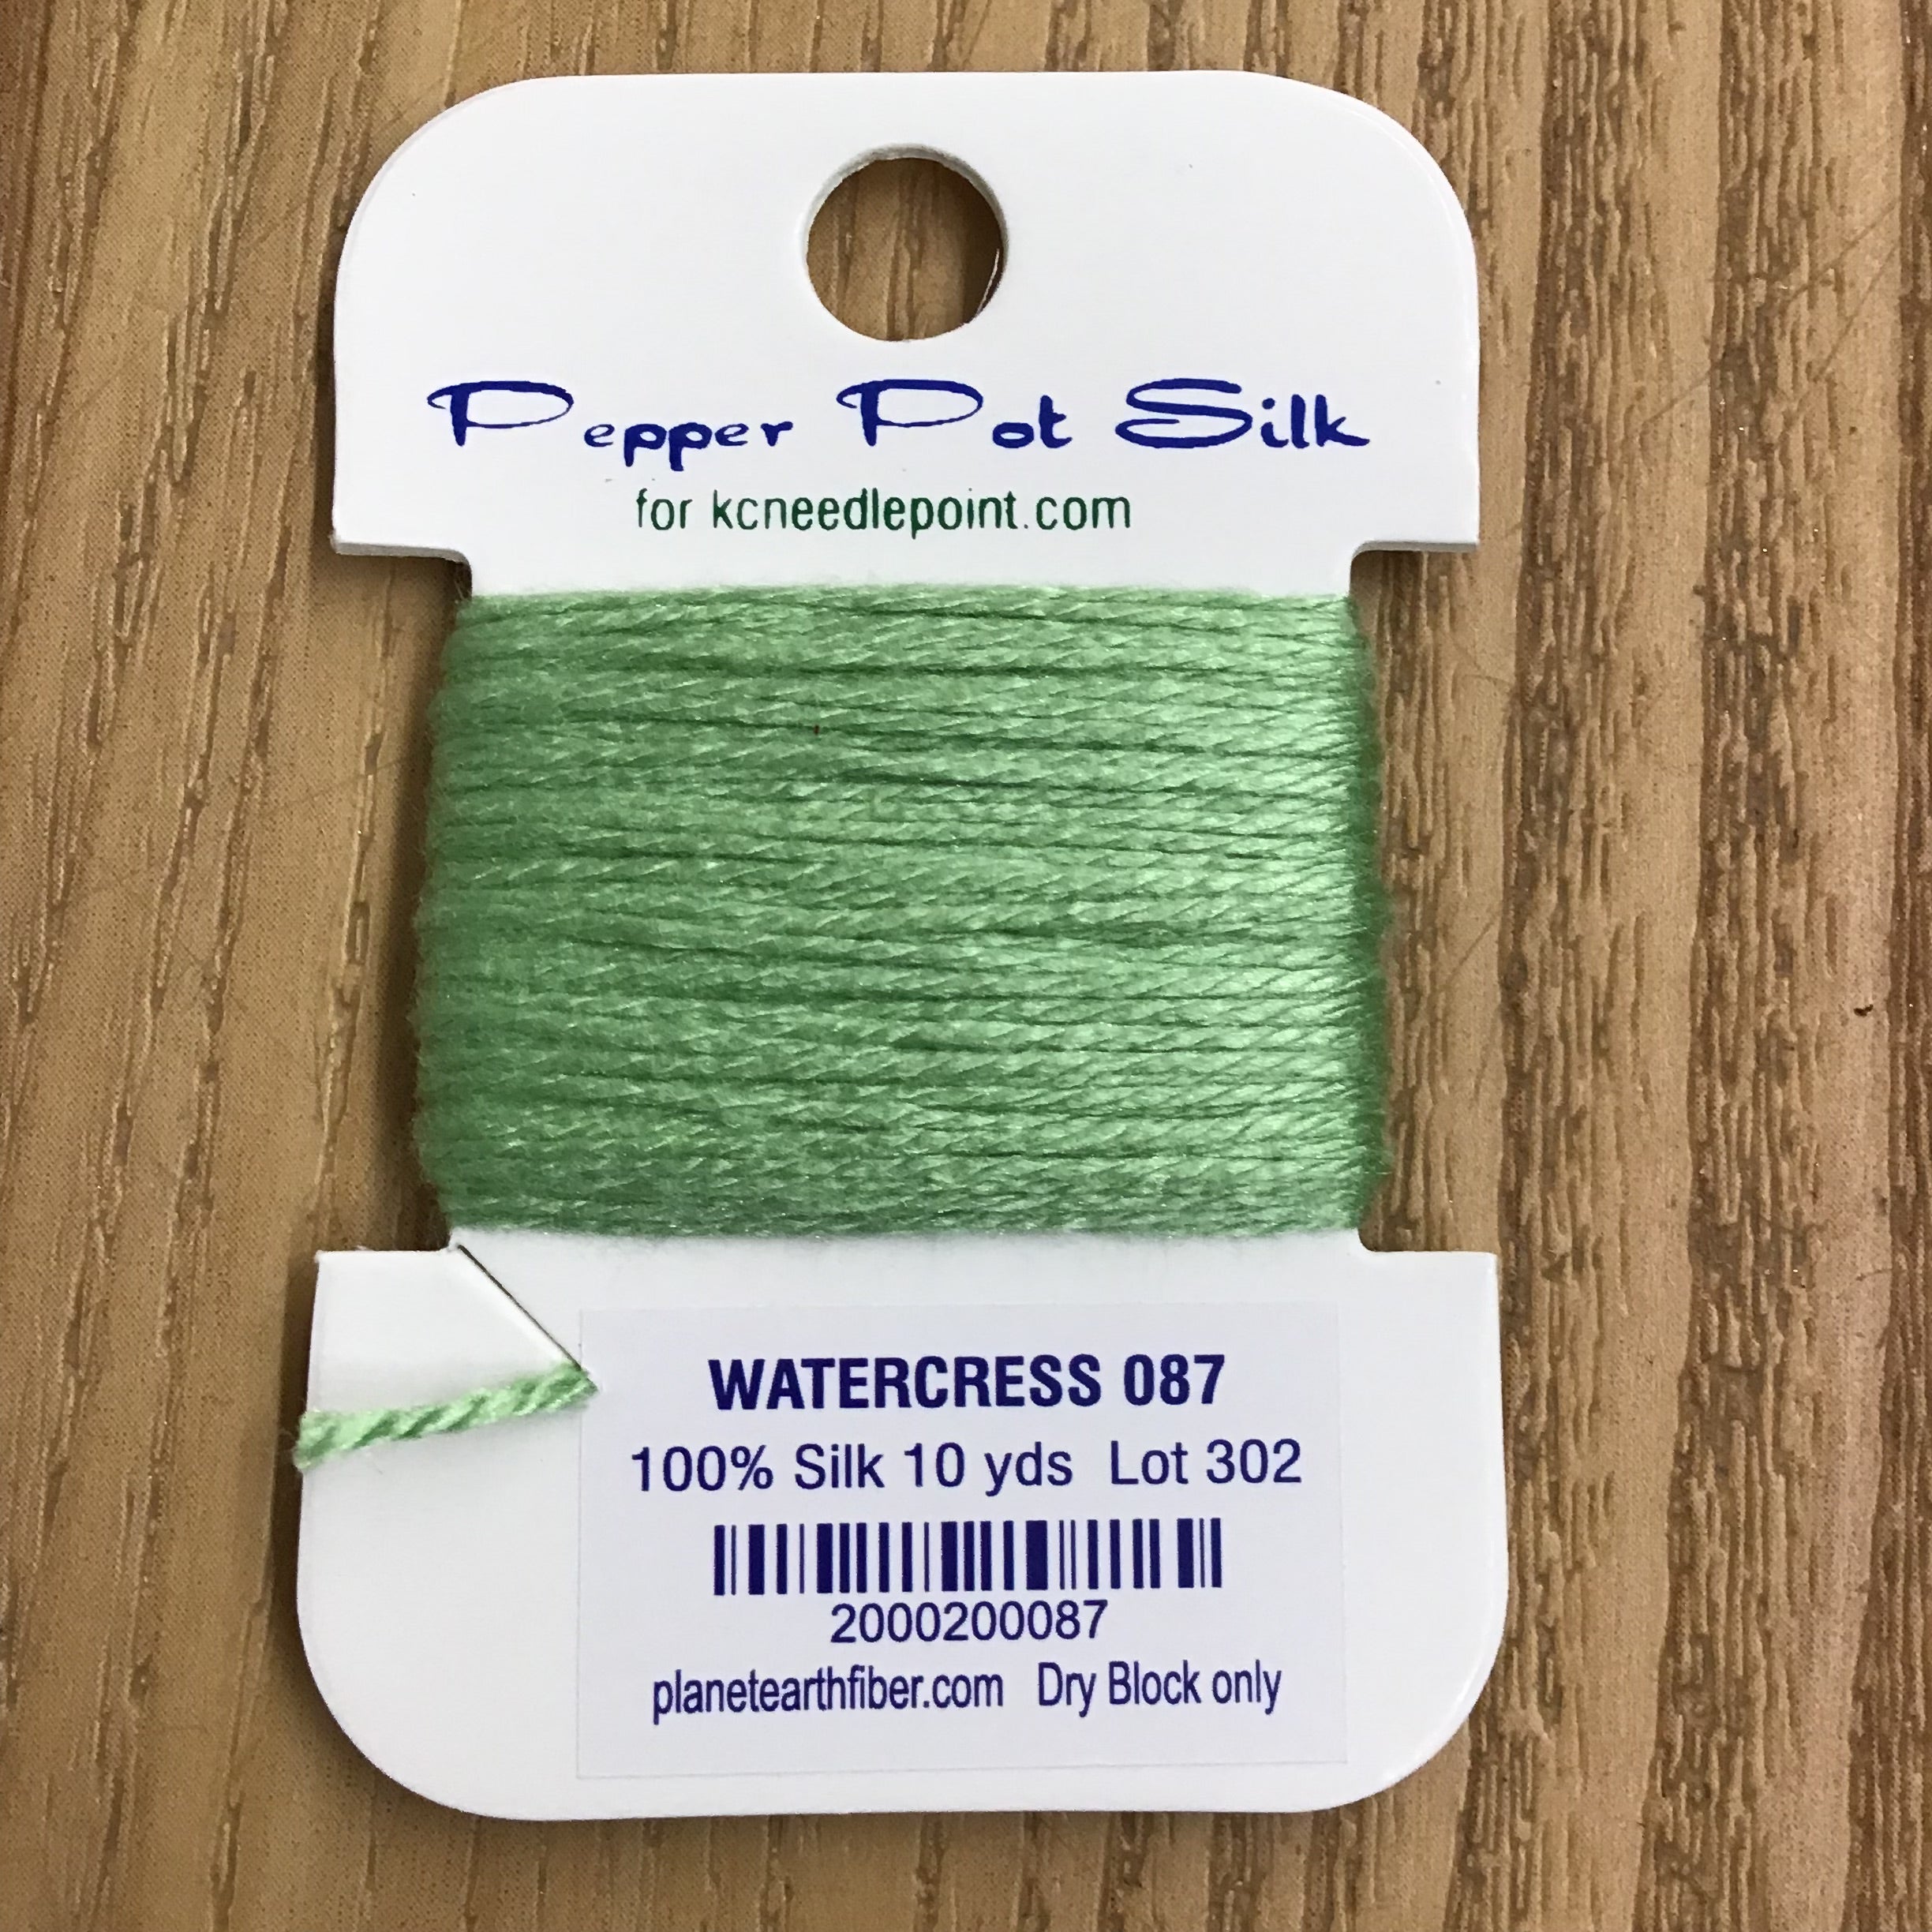 Pepper Pot Silk
for kcneedlepoint.com
WATERCRESS 087
100% Silk 10 yds Lot 302
2000200087
planetearthfiber.com Dry Block only